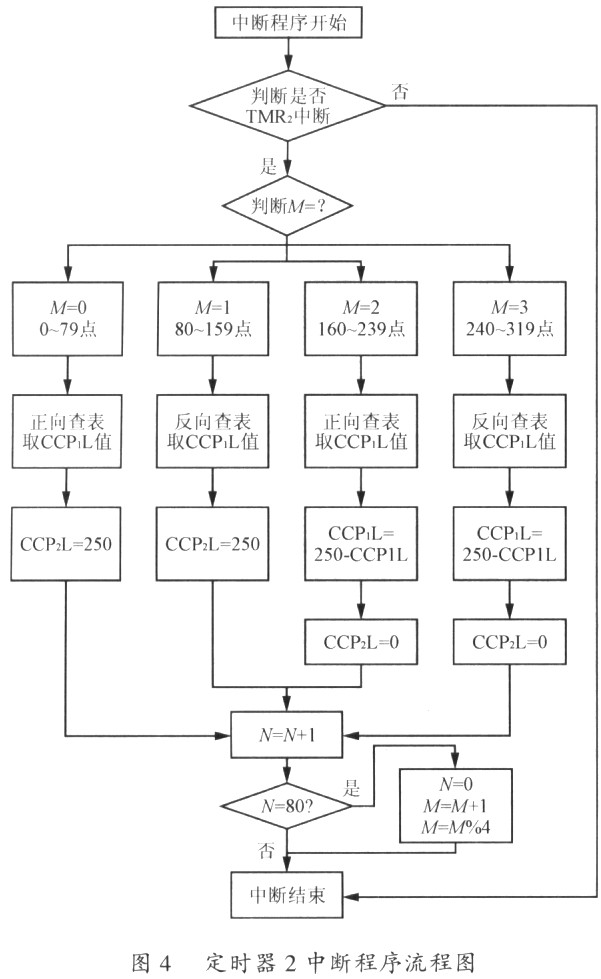 中断程序开始
判断是否
TMR₂中断
否
是
判断M=?
M=0
0~79点
M=1
80~159点
M=2
160~239点
M=3
240~319点
正向查表
取CCP₁L值
反向查表
取CCP₁L值
正向查表
取CCP₁L值
反向查表
取CCP₁L值
CCP₂L=250
CCP₂L=250
CCP₁L=
250-CCP1L
CCP₁L=
250-CCP1L
CCP₂L=0
CCP₂L=0
N=N+1
N=80?
是
N=0
M=M+1
M=M%4
否
中断结束
图 4 定时器 2 中断程序流程图